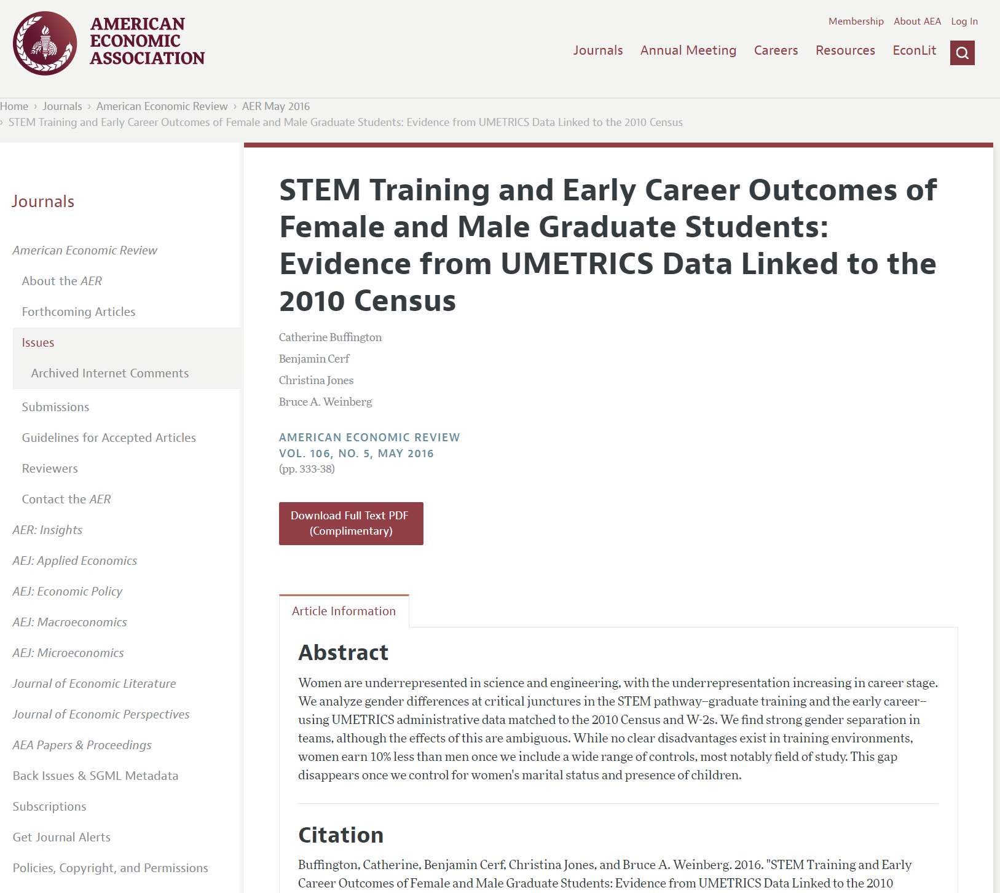 AMERICAN
ECONOMIC
ASSOCIATION
Membership About AEA Log In
Journals Annual Meeting Careers Resources EconLit
Home › Journals › American Economic Review › AER May 2016
› STEM Training and Early Career Outcomes of Female and Male Graduate Students: Evidence from UMETRICS Data Linked to the 2010 Census
Journals
American Economic Review
About the AER
Forthcoming Articles
Issues
Archived Internet Comments
Submissions
Guidelines for Accepted Articles
Reviewers
Contact the AER
AER: Insights
AEJ: Applied Economics
AEJ: Economic Policy
AEJ: Macroeconomics
AEJ: Microeconomics
Journal of Economic Literature
Journal of Economic Perspectives
AEA Papers & Proceedings
Back Issues & SGML Metadata
Subscriptions
Get Journal Alerts
Policies, Copyright, and Permissions
STEM Training and Early Career Outcomes of
Female and Male Graduate Students:
Evidence from UMETRICS Data Linked to the
2010 Census
Catherine Buffington
Benjamin Cerf
Christina Jones
Bruce A. Weinberg
AMERICAN ECONOMIC REVIEW
VOL. 106, NO. 5, MAY 2016
(pp. 333-38)
Download Full Text PDF
(Complimentary)
Article Information
Abstract
Women are underrepresented in science and engineering, with the underrepresentation increasing in career stage.
We analyze gender differences at critical junctures in the STEM pathway--graduate training and the early career--
using UMETRICS administrative data matched to the 2010 Census and W-2s. We find strong gender separation in
teams, although the effects of this are ambiguous. While no clear disadvantages exist in training environments,
women earn 10% less than men once we include a wide range of controls, most notably field of study. This gap
disappears once we control for women's marital status and presence of children.
Citation
Buffington, Catherine, Benjamin Cerf, Christina Jones, and Bruce A. Weinberg. 2016. "STEM Training and Early
Career Outcomes of Female and Male Graduate Students: Evidence from UMETRICS Data Linked to the 2010